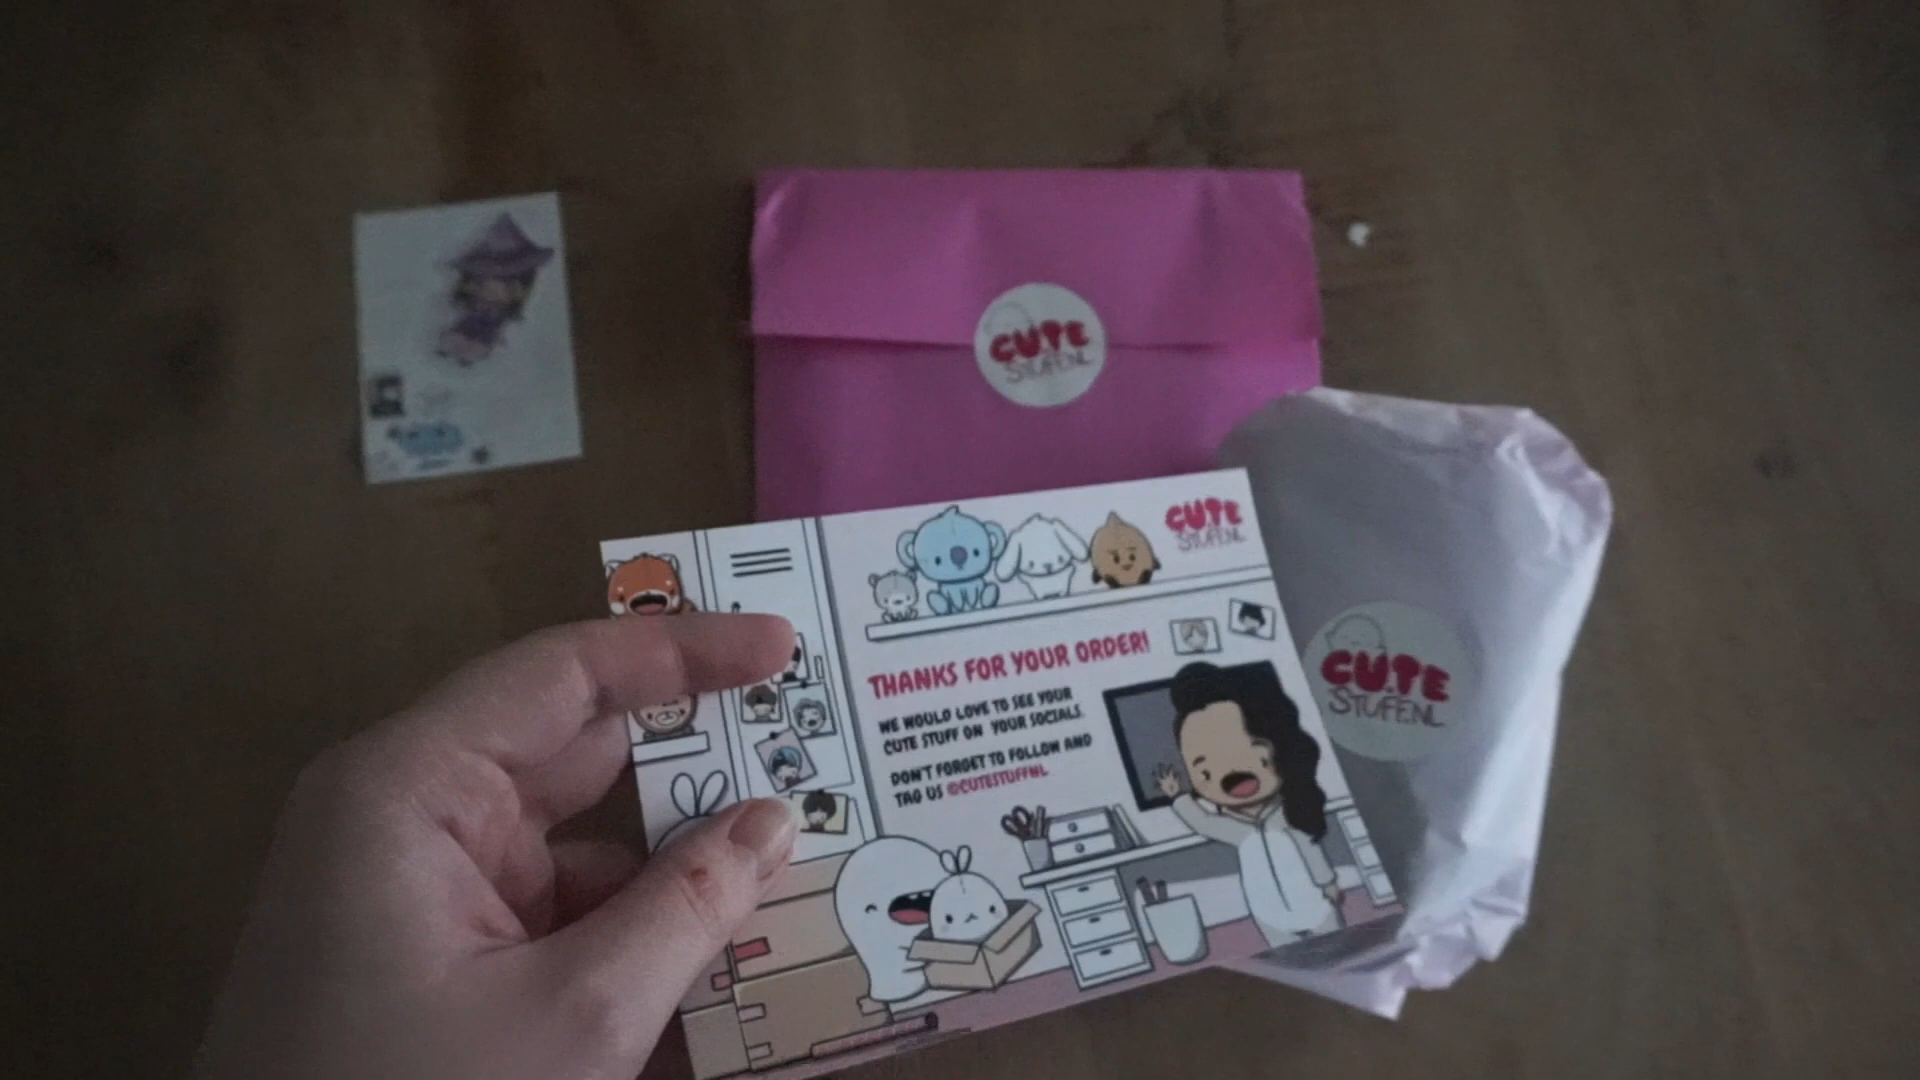 CUTE
STUFF.NL
CUTE
STUFF.NL
THANKS FOR YOUR ORDER!
WE WOULD LOVE TO SEE YOUR
CUTE STUFF ON YOUR SOCIALS.
DON'T FORGET TO FOLLOW AND
TAG US @CUTESTUFFNL
CUTE
STUFF.NL